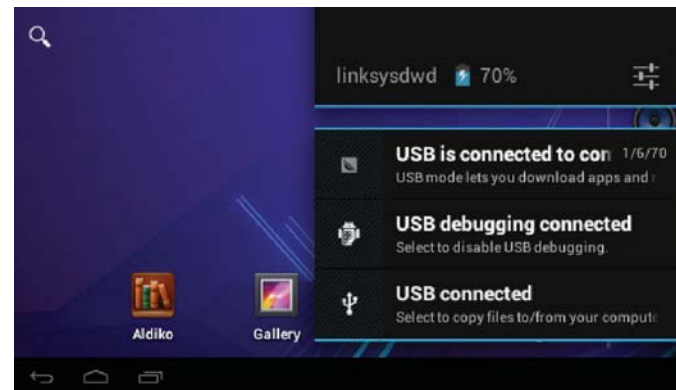 linksysdwd 70%
USB is connected to con 1/6/70
USB mode lets you download apps and
USB debugging connected
Select to disable USB debugging.
USB connected
Select to copy files to/from your compute
Aldiko
Gallery